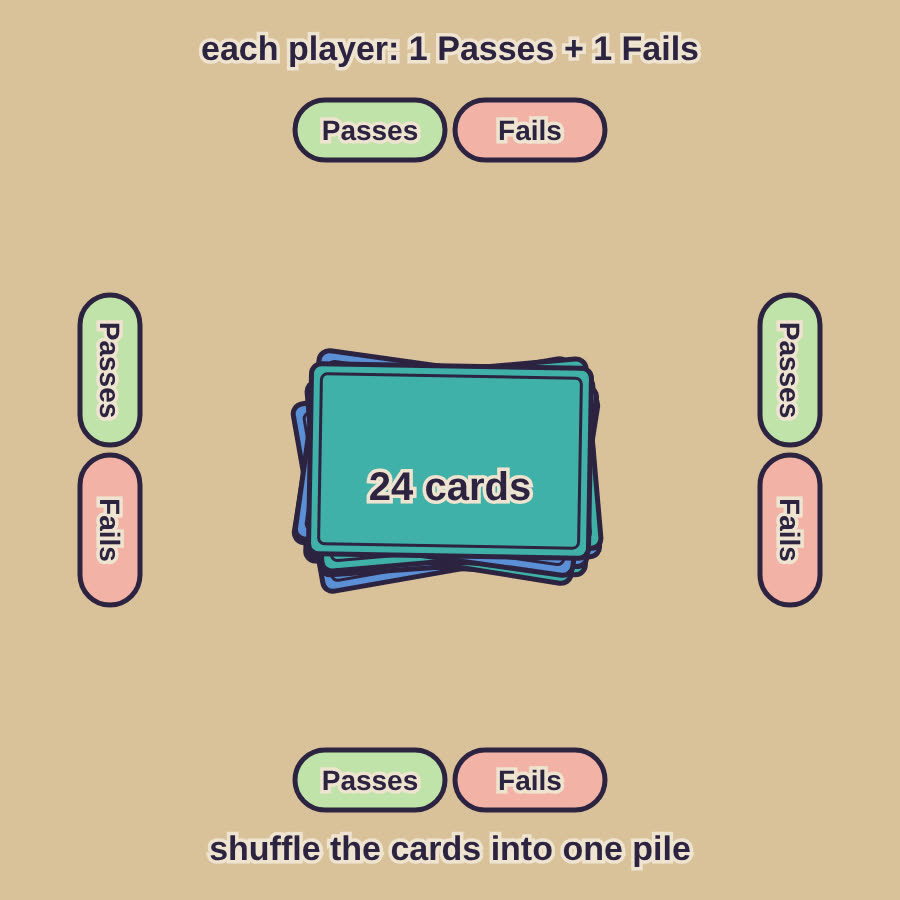 each player: 1 Passes + 1 Fails
Passes
Fails
Passes
Fails
24 cards
Passes
Fails
Passes
Fails
shuffle the cards into one pile